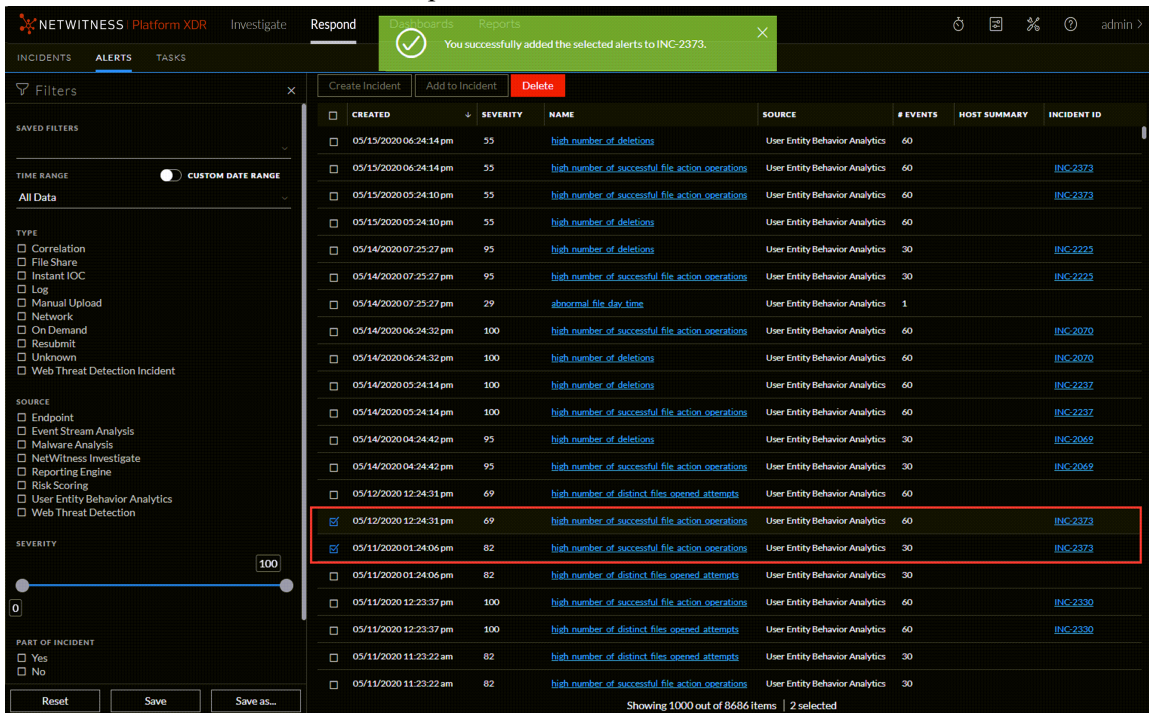 NETWITNESS Platform XDR Investigate Respond Dashboards Reports admin
You successfully added the selected alerts to INC-2373.
INCIDENTS ALERTS TASKS
Filters
Create Incident Add to Incident Delete
CREATED SEVERITY NAME SOURCE # EVENTS HOST SUMMARY INCIDENT ID
05/15/2020 06:24:14 pm 55 high number of deletions User Entity Behavior Analytics 60
05/15/2020 06:24:14 pm 55 high number of successful file action operations User Entity Behavior Analytics 60 INC-2373
05/15/2020 05:24:10 pm 55 high number of successful file action operations User Entity Behavior Analytics 60 INC-2373
05/15/2020 05:24:10 pm 55 high number of deletions User Entity Behavior Analytics 60
05/14/2020 07:25:27 pm 95 high number of deletions User Entity Behavior Analytics 30 INC-2225
05/14/2020 07:25:27 pm 95 high number of successful file action operations User Entity Behavior Analytics 30 INC-2225
05/14/2020 07:25:27 pm 29 abnormal file day time User Entity Behavior Analytics 1
05/14/2020 06:24:32 pm 100 high number of successful file action operations User Entity Behavior Analytics 60 INC-2070
05/14/2020 06:24:32 pm 100 high number of deletions User Entity Behavior Analytics 60 INC-2070
05/14/2020 05:24:14 pm 100 high number of deletions User Entity Behavior Analytics 60 INC-2237
05/14/2020 05:24:14 pm 100 high number of successful file action operations User Entity Behavior Analytics 60 INC-2237
05/14/2020 04:24:42 pm 95 high number of deletions User Entity Behavior Analytics 30 INC-2069
05/14/2020 04:24:42 pm 95 high number of successful file action operations User Entity Behavior Analytics 30 INC-2069
05/12/2020 12:24:31 pm 69 high number of distinct files opened attempts User Entity Behavior Analytics 60
05/12/2020 12:24:31 pm 69 high number of successful file action operations User Entity Behavior Analytics 60 INC-2373
05/11/2020 01:24:06 pm 82 high number of successful file action operations User Entity Behavior Analytics 30 INC-2373
05/11/2020 01:24:06 pm 82 high number of distinct files opened attempts User Entity Behavior Analytics 30
05/11/2020 12:23:37 pm 100 high number of successful file action operations User Entity Behavior Analytics 60 INC-2330
05/11/2020 12:23:37 pm 100 high number of distinct files opened attempts User Entity Behavior Analytics 60 INC-2330
05/11/2020 11:23:22 am 82 high number of distinct files opened attempts User Entity Behavior Analytics 30
05/11/2020 11:23:22 am 82 high number of successful file action operations User Entity Behavior Analytics 30
Showing 1000 out of 8686 items | 2 selected
SAVED FILTERS
TIME RANGE CUSTOM DATE RANGE
All Data
TYPE
Correlation
File Share
Instant IOC
Log
Manual Upload
Network
On Demand
Resubmit
Unknown
Web Threat Detection Incident
SOURCE
Endpoint
Event Stream Analysis
Malware Analysis
NetWitness Investigate
Reporting Engine
Risk Scoring
User Entity Behavior Analytics
Web Threat Detection
SEVERITY
100
0
PART OF INCIDENT
Yes
No
Reset Save Save as...